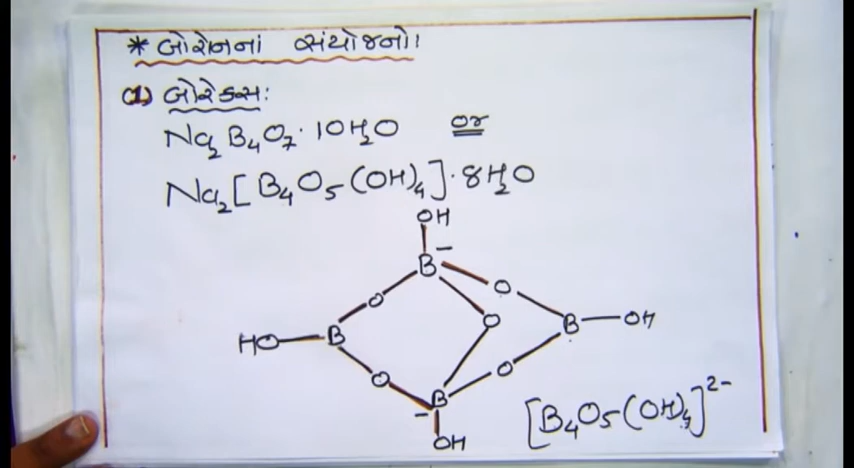 * બોરોનનાં સંયોજનો:
(1) બોરેક્સ:
Na₂B₄O₇·10H₂O or
Na₂[B₄O₅(OH)₄]·8H₂O
OH
B⁻
O O
O
HO B B OH
O O
B⁻
OH
[B₄O₅(OH)₄]²⁻